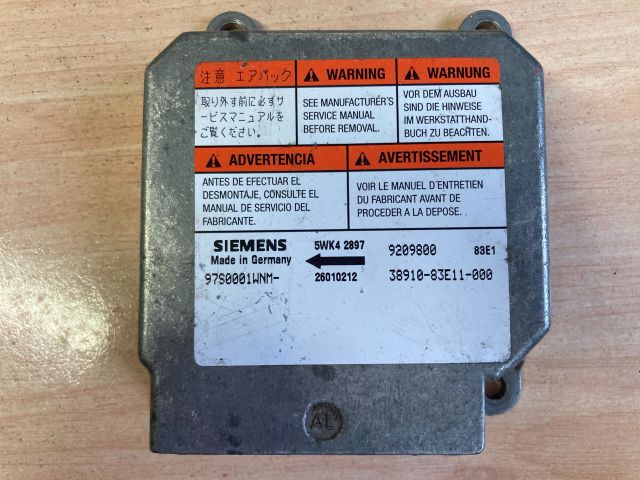 注意 エアバック
取り外す前に必ずサ
ービスマニュアルを
ご覧ください。
WARNING
SEE MANUFACTURER'S
SERVICE MANUAL
BEFORE REMOVAL.
WARNUNG
VOR DEM AUSBAU
SIND DIE HINWEISE
IM WERKSTATTHAND-
BUCH ZU BEACHTEN.
ADVERTENCIA
ANTES DE EFECTUAR EL
DESMONTAJE, CONSULTE EL
MANUAL DE SERVICIO DEL
FABRICANTE.
AVERTISSEMENT
VOIR LE MANUEL D'ENTRETIEN
DU FABRICANT AVANT DE
PROCEDER A LA DEPOSE.
SIEMENS 5WK4 2897 9209800 83E1
Made in Germany
97S0001WNM- 26010212 38910-83E11-000
AL